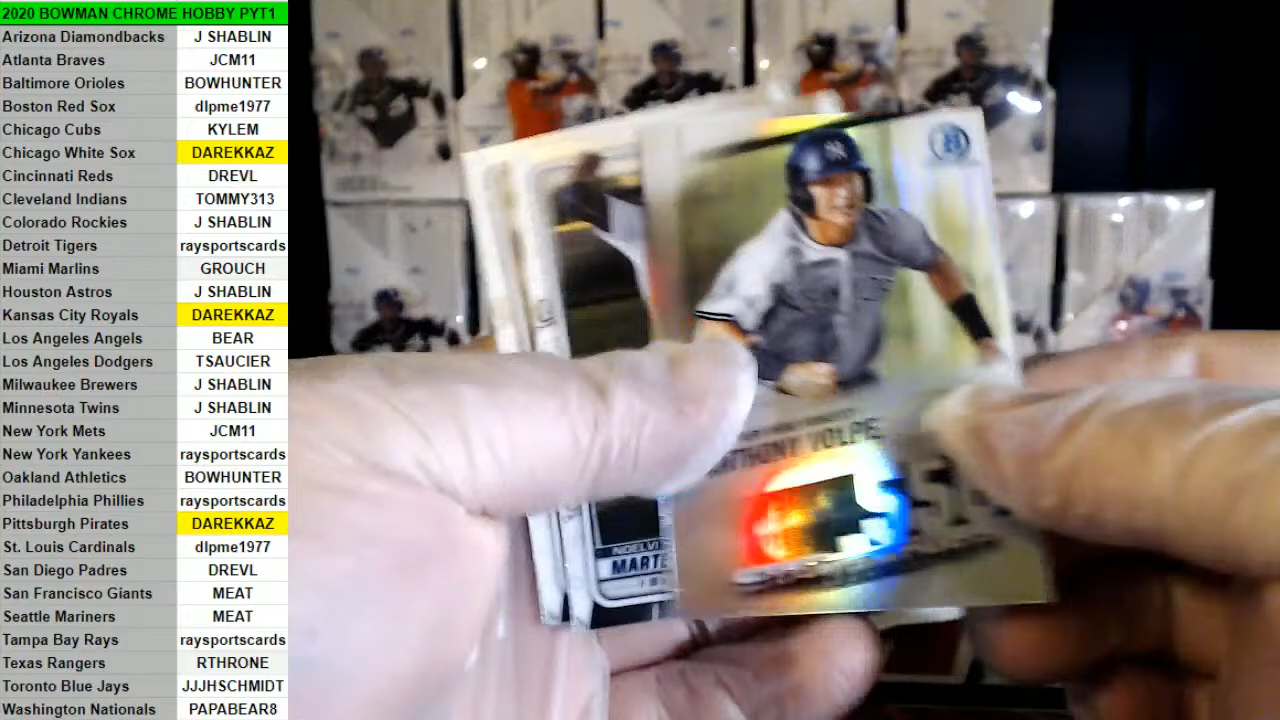 2020 BOWMAN CHROME HOBBY PYT1
Arizona Diamondbacks J SHABLIN
Atlanta Braves JCM11
Baltimore Orioles BOWHUNTER
Boston Red Sox dlpme1977
Chicago Cubs KYLEM
Chicago White Sox DAREKKAZ
Cincinnati Reds DREVL
Cleveland Indians TOMMY313
Colorado Rockies J SHABLIN
Detroit Tigers raysportscards
Miami Marlins GROUCH
Houston Astros J SHABLIN
Kansas City Royals DAREKKAZ
Los Angeles Angels BEAR
Los Angeles Dodgers TSAUCIER
Milwaukee Brewers J SHABLIN
Minnesota Twins J SHABLIN
New York Mets JCM11
New York Yankees raysportscards
Oakland Athletics BOWHUNTER
Philadelphia Phillies raysportscards
Pittsburgh Pirates DAREKKAZ
St. Louis Cardinals dlpme1977
San Diego Padres DREVL
San Francisco Giants MEAT
Seattle Mariners MEAT
Tampa Bay Rays raysportscards
Texas Rangers RTHRONE
Toronto Blue Jays JJJHSCHMIDT
Washington Nationals PAPABEAR8
NY
ANTHONY VOLPE
NOELVI
MARTE